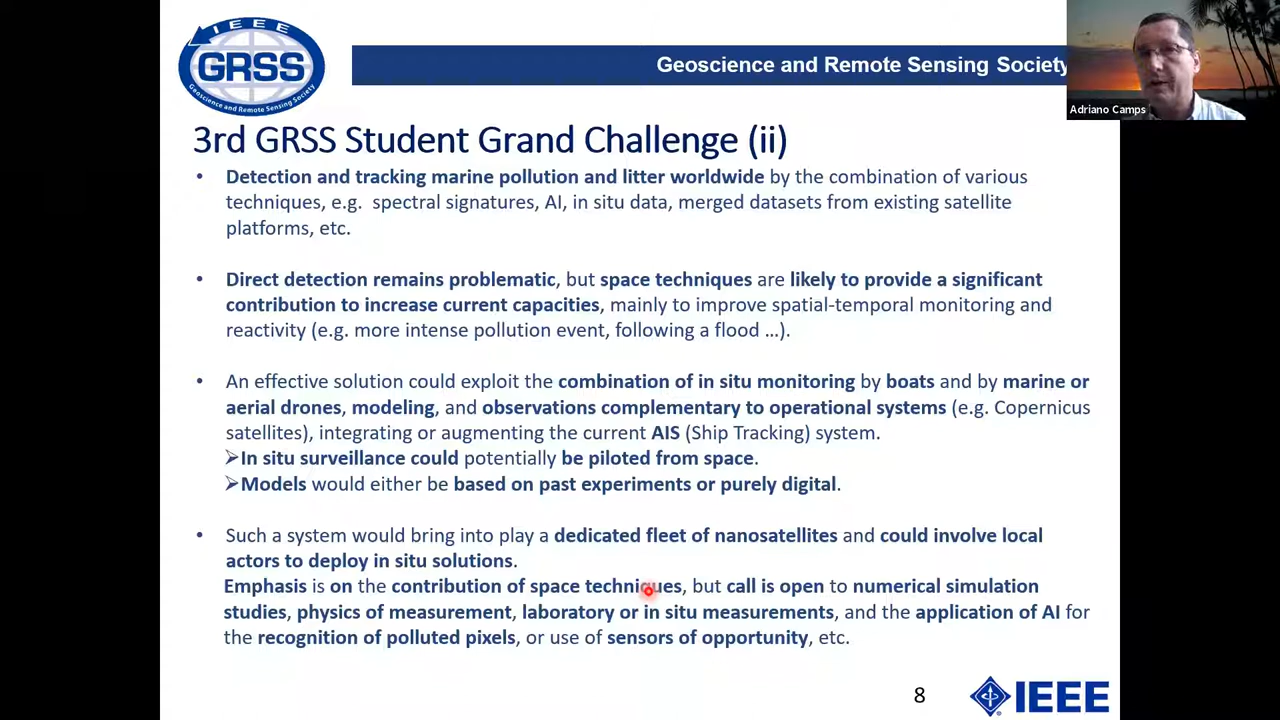 IEEE
GRSS
Geoscience and Remote Sensing Society
Geoscience and Remote Sensing Society
Adriano Camps
3rd GRSS Student Grand Challenge (ii)
• Detection and tracking marine pollution and litter worldwide by the combination of various
techniques, e.g. spectral signatures, AI, in situ data, merged datasets from existing satellite
platforms, etc.
• Direct detection remains problematic, but space techniques are likely to provide a significant
contribution to increase current capacities, mainly to improve spatial-temporal monitoring and
reactivity (e.g. more intense pollution event, following a flood …).
• An effective solution could exploit the combination of in situ monitoring by boats and by marine or
aerial drones, modeling, and observations complementary to operational systems (e.g. Copernicus
satellites), integrating or augmenting the current AIS (Ship Tracking) system.
➢In situ surveillance could potentially be piloted from space.
➢Models would either be based on past experiments or purely digital.
• Such a system would bring into play a dedicated fleet of nanosatellites and could involve local
actors to deploy in situ solutions.
Emphasis is on the contribution of space techniques, but call is open to numerical simulation
studies, physics of measurement, laboratory or in situ measurements, and the application of AI for
the recognition of polluted pixels, or use of sensors of opportunity, etc.
8
IEEE